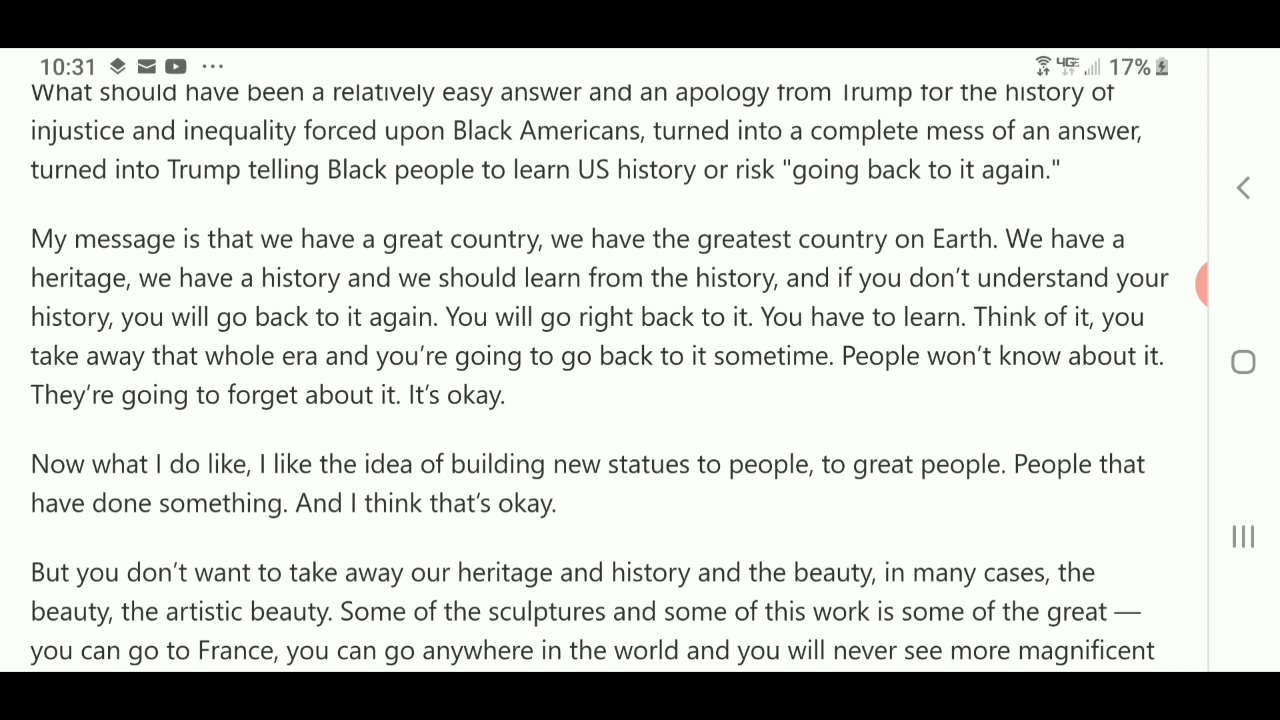 10:31 ... 4GE 17%
What should have been a relatively easy answer and an apology from Trump for the history of
injustice and inequality forced upon Black Americans, turned into a complete mess of an answer,
turned into Trump telling Black people to learn US history or risk "going back to it again."
My message is that we have a great country, we have the greatest country on Earth. We have a
heritage, we have a history and we should learn from the history, and if you don’t understand your
history, you will go back to it again. You will go right back to it. You have to learn. Think of it, you
take away that whole era and you’re going to go back to it sometime. People won’t know about it.
They’re going to forget about it. It’s okay.
Now what I do like, I like the idea of building new statues to people, to great people. People that
have done something. And I think that’s okay.
But you don’t want to take away our heritage and history and the beauty, in many cases, the
beauty, the artistic beauty. Some of the sculptures and some of this work is some of the great —
you can go to France, you can go anywhere in the world and you will never see more magnificent